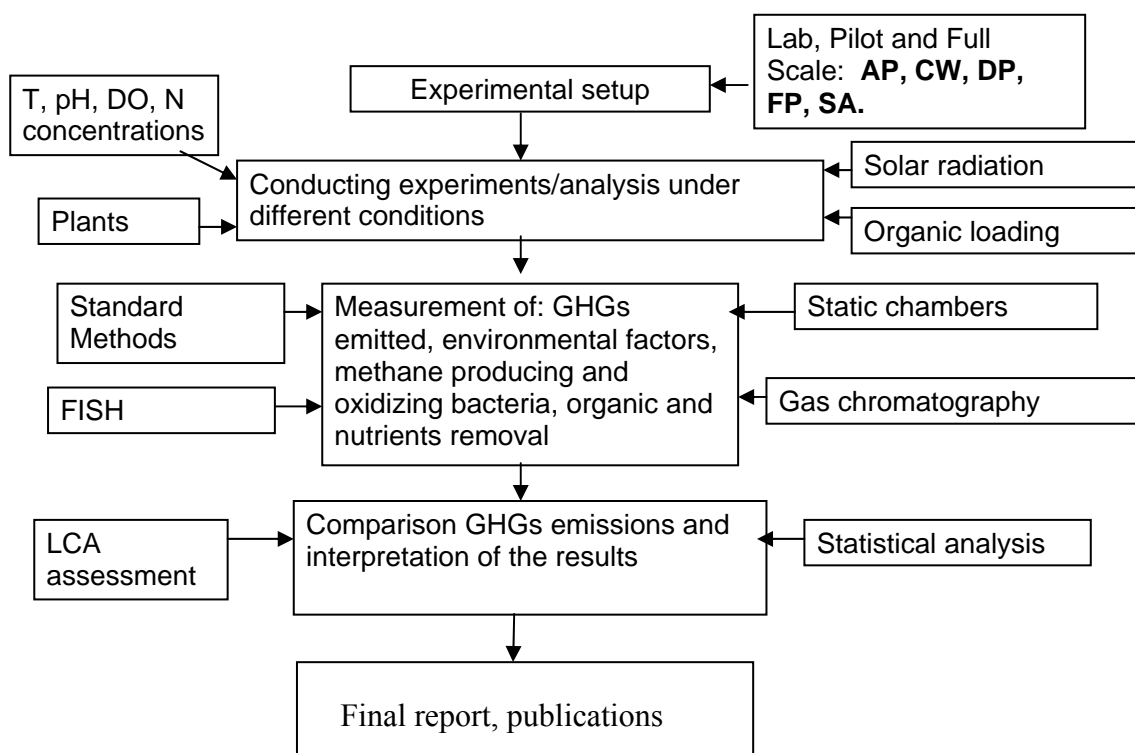 Lab, Pilot and Full
Scale: AP, CW, DP,
FP, SA.
Experimental setup
T, pH, DO, N
concentrations
Conducting experiments/analysis under
different conditions
Solar radiation
Plants
Organic loading
Standard
Methods
Measurement of: GHGs
emitted, environmental factors,
methane producing and
oxidizing bacteria, organic and
nutrients removal
Static chambers
FISH
Gas chromatography
LCA
assessment
Comparison GHGs emissions and
interpretation of the results
Statistical analysis
Final report, publications